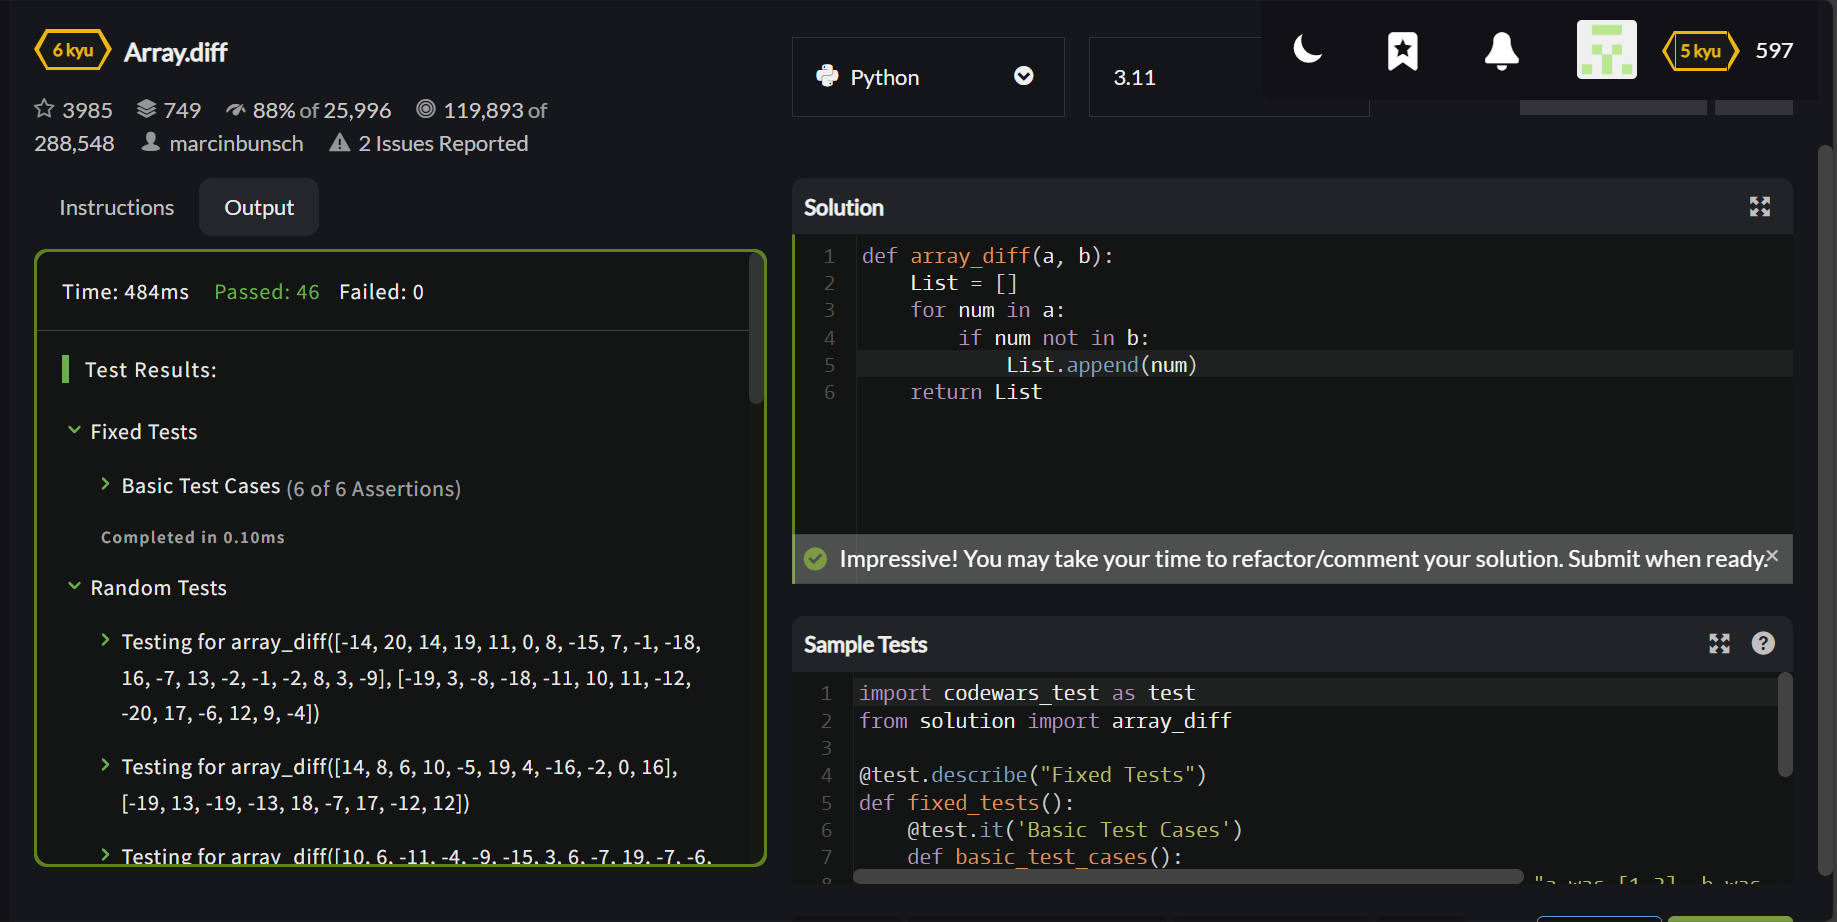 6 kyu Array.diff
3985 749 88% of 25,996 119,893 of
288,548 marcinbunsch 2 Issues Reported
Instructions Output
Time: 484ms Passed: 46 Failed: 0
Test Results:
Fixed Tests
Basic Test Cases (6 of 6 Assertions)
Completed in 0.10ms
Random Tests
Testing for array_diff([-14, 20, 14, 19, 11, 0, 8, -15, 7, -1, -18,
16, -7, 13, -2, -1, -2, 8, 3, -9], [-19, 3, -8, -18, -11, 10, 11, -12,
-20, 17, -6, 12, 9, -4])
Testing for array_diff([14, 8, 6, 10, -5, 19, 4, -16, -2, 0, 16],
[-19, 13, -19, -13, 18, -7, 17, -12, 12])
Testing for array_diff([10, 6, -11, -4, -9, -15, 3, 6, -7, 19, -7, -6,
Python 3.11
5 kyu 597
Solution
1 def array_diff(a, b):
2     List = []
3     for num in a:
4         if num not in b:
5             List.append(num)
6     return List
Impressive! You may take your time to refactor/comment your solution. Submit when ready. ×
Sample Tests ?
1 import codewars_test as test
2 from solution import array_diff
3
4 @test.describe("Fixed Tests")
5 def fixed_tests():
6     @test.it('Basic Test Cases')
7     def basic_test_cases():
8 "a was [1,2], b was